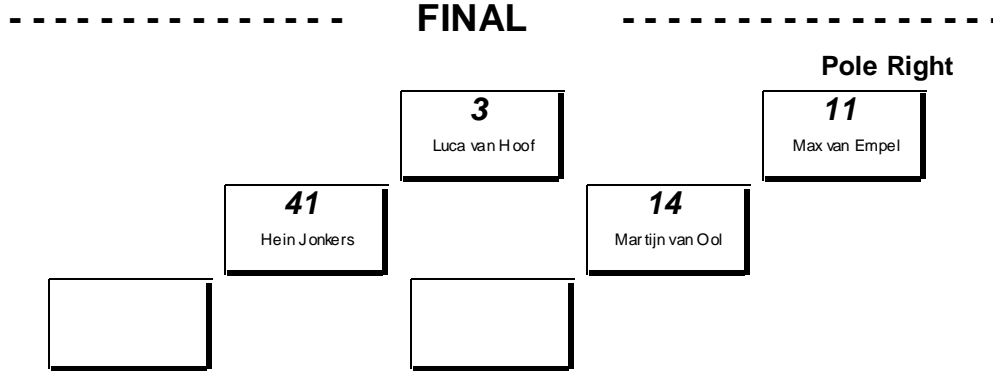 FINAL
Pole Right
3
Luca van Hoof
11
Max van Empel
41
Hein Jonkers
14
Martijn van Ool